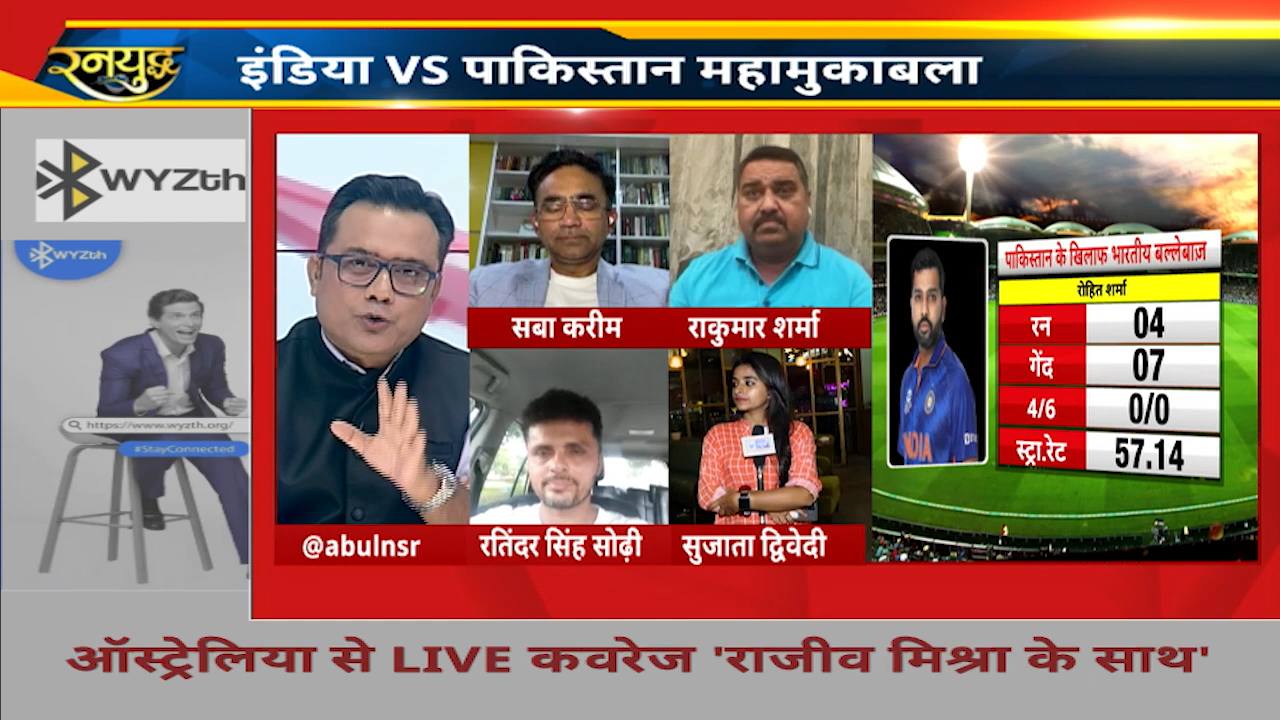 रनयुद्ध
इंडिया VS पाकिस्तान महामुकाबला
WYZth
WYZth
https://www.wyzth.org/
#StayConnected
सबा करीम
राकुमार शर्मा
@abulnsr
रतिंदर सिंह सोढ़ी
सुजाता द्विवेदी
पाकिस्तान के खिलाफ भारतीय बल्लेबाज़
रोहित शर्मा
रन 04
गेंद 07
4/6 0/0
स्ट्रा.रेट 57.14
INDIA
ऑस्ट्रेलिया से LIVE कवरेज 'राजीव मिश्रा के साथ'